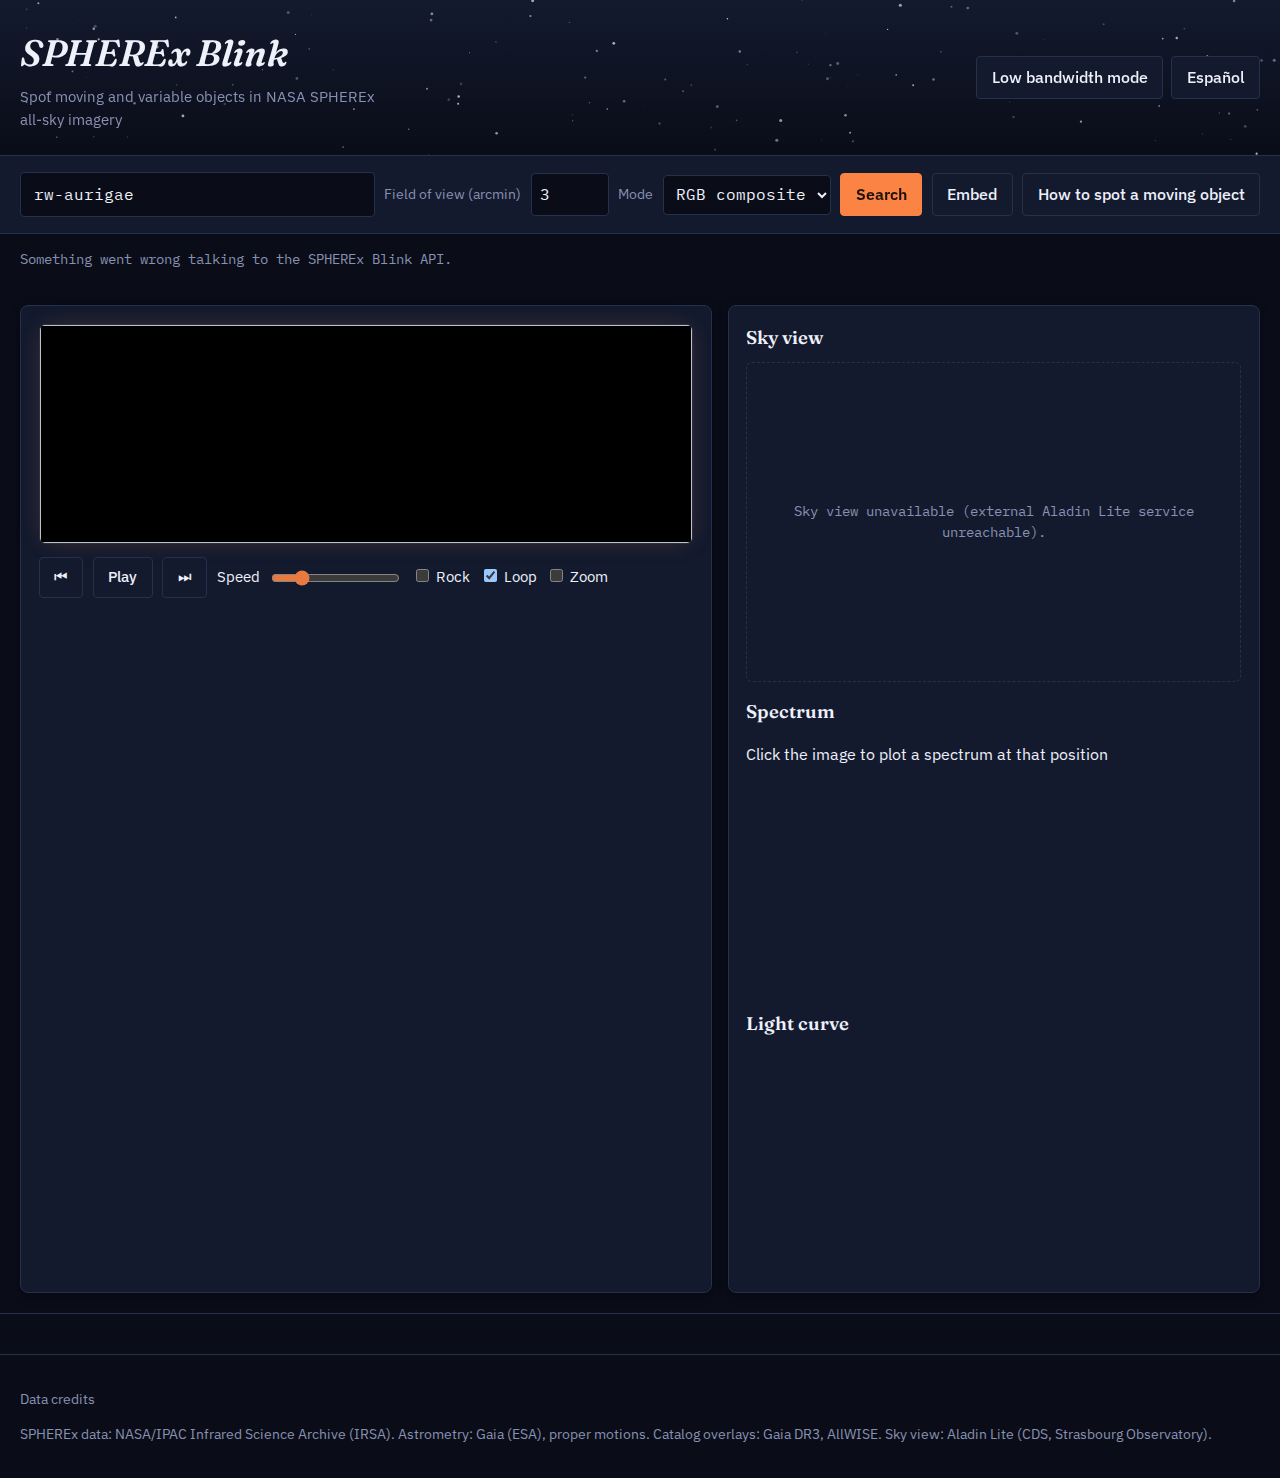 SPHEREx Blink
Spot moving and variable objects in NASA SPHEREx
all-sky imagery
Low bandwidth mode
Español
rw-aurigae
Field of view (arcmin)
3
Mode
RGB composite
Search
Embed
How to spot a moving object
Something went wrong talking to the SPHEREx Blink API.
Play
Speed
Rock
Loop
Zoom
Sky view
Sky view unavailable (external Aladin Lite service
unreachable).
Spectrum
Click the image to plot a spectrum at that position
Light curve
Data credits
SPHEREx data: NASA/IPAC Infrared Science Archive (IRSA). Astrometry: Gaia (ESA), proper motions. Catalog overlays: Gaia DR3, AllWISE. Sky view: Aladin Lite (CDS, Strasbourg Observatory).